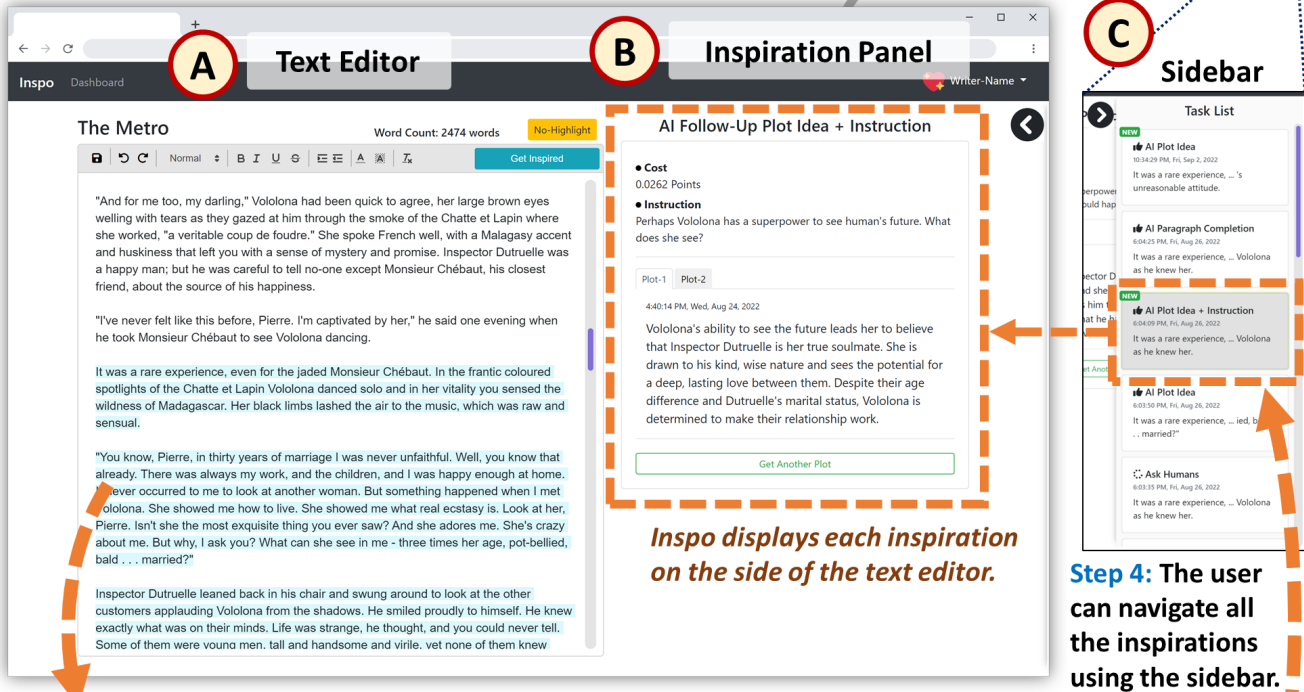 A
Text Editor
B
Inspiration Panel
Inspo Dashboard
Writer-Name
The Metro
Word Count: 2474 words
No-Highlight
Normal
B I U S
A
Get Inspired
"And for me too, my darling," Vololona had been quick to agree, her large brown eyes
welling with tears as they gazed at him through the smoke of the Chatte et Lapin where
she worked, "a veritable coup de foudre." She spoke French well, with a Malagasy accent
and huskiness that left you with a sense of mystery and promise. Inspector Dutruelle was
a happy man; but he was careful to tell no-one except Monsieur Chébaut, his closest
friend, about the source of his happiness.
"I've never felt like this before, Pierre. I'm captivated by her," he said one evening when
he took Monsieur Chébaut to see Vololona dancing.
It was a rare experience, even for the jaded Monsieur Chébaut. In the frantic coloured
spotlights of the Chatte et Lapin Vololona danced solo and in her vitality you sensed the
wildness of Madagascar. Her black limbs lashed the air to the music, which was raw and
sensual.
"You know, Pierre, in thirty years of marriage I was never unfaithful. Well, you know that
already. There was always my work, and the children, and I was happy enough at home.
never occurred to me to look at another woman. But something happened when I met
Vololona. She showed me how to live. She showed me what real ecstasy is. Look at her,
Pierre. Isn't she the most exquisite thing you ever saw? And she adores me. She's crazy
about me. But why, I ask you? What can she see in me - three times her age, pot-bellied,
bald . . . married?"
Inspector Dutruelle leaned back in his chair and swung around to look at the other
customers applauding Vololona from the shadows. He smiled proudly to himself. He knew
exactly what was on their minds. Life was strange, he thought, and you could never tell.
Some of them were young men, tall and handsome and virile, yet none of them knew
AI Follow-Up Plot Idea + Instruction
• Cost
0.0262 Points
• Instruction
Perhaps Vololona has a superpower to see human's future. What
does she see?
Plot-1 Plot-2
4:40:14 PM, Wed, Aug 24, 2022
Vololona's ability to see the future leads her to believe
that Inspector Dutruelle is her true soulmate. She is
drawn to his kind, wise nature and sees the potential for
a deep, lasting love between them. Despite their age
difference and Dutruelle's marital status, Vololona is
determined to make their relationship work.
Get Another Plot
Inspo displays each inspiration
on the side of the text editor.
C
Sidebar
Task List
NEW
AI Plot Idea
10:34:29 PM, Fri, Sep 2, 2022
It was a rare experience, ... 's
unreasonable attitude.
AI Paragraph Completion
6:04:25 PM, Fri, Aug 26, 2022
It was a rare experience, ... Vololona
as he knew her.
NEW
AI Plot Idea + Instruction
6:04:09 PM, Fri, Aug 26, 2022
It was a rare experience, ... Vololona
as he knew her.
AI Plot Idea
6:03:50 PM, Fri, Aug 26, 2022
It was a rare experience, ... ied, b
. . married?"
Ask Humans
6:03:35 PM, Fri, Aug 26, 2022
It was a rare experience, ... Vololona
as he knew her.
Step 4: The user
can navigate all
the inspirations
using the sidebar.